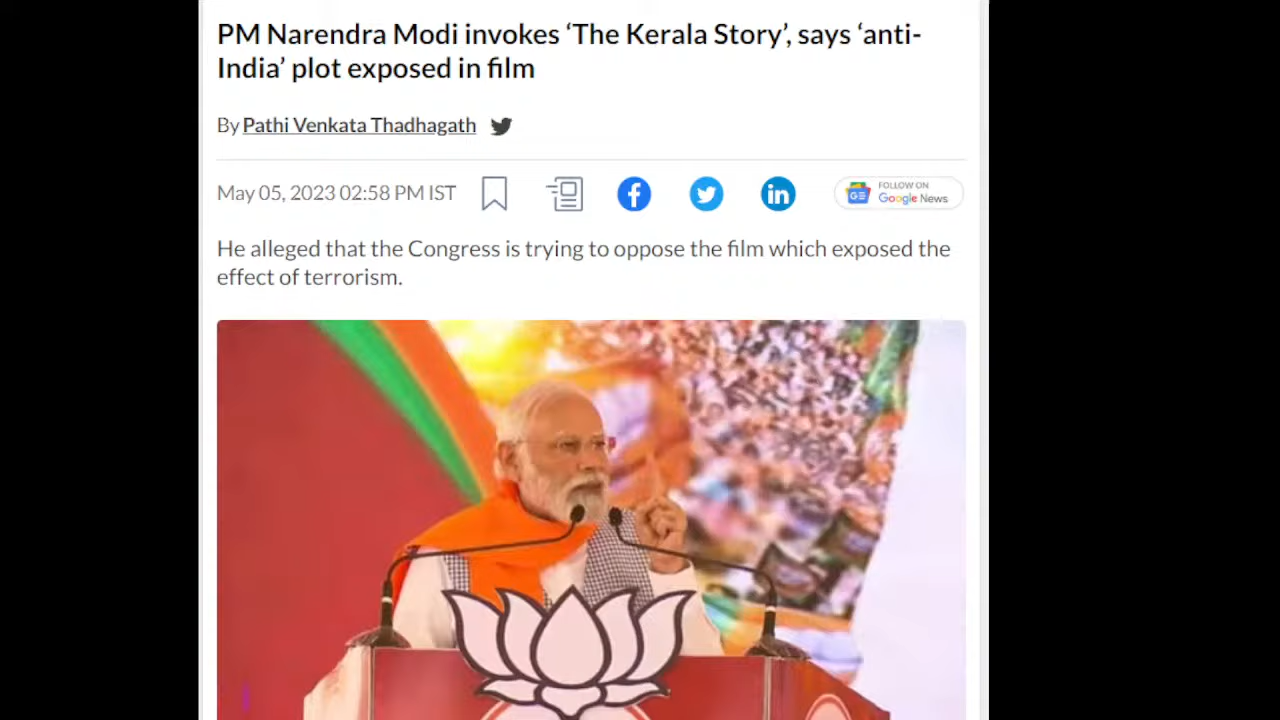 PM Narendra Modi invokes ‘The Kerala Story’, says ‘anti-
India’ plot exposed in film
By Pathi Venkata Thadhagath
May 05, 2023 02:58 PM IST
FOLLOW ON
Google News
He alleged that the Congress is trying to oppose the film which exposed the
effect of terrorism.